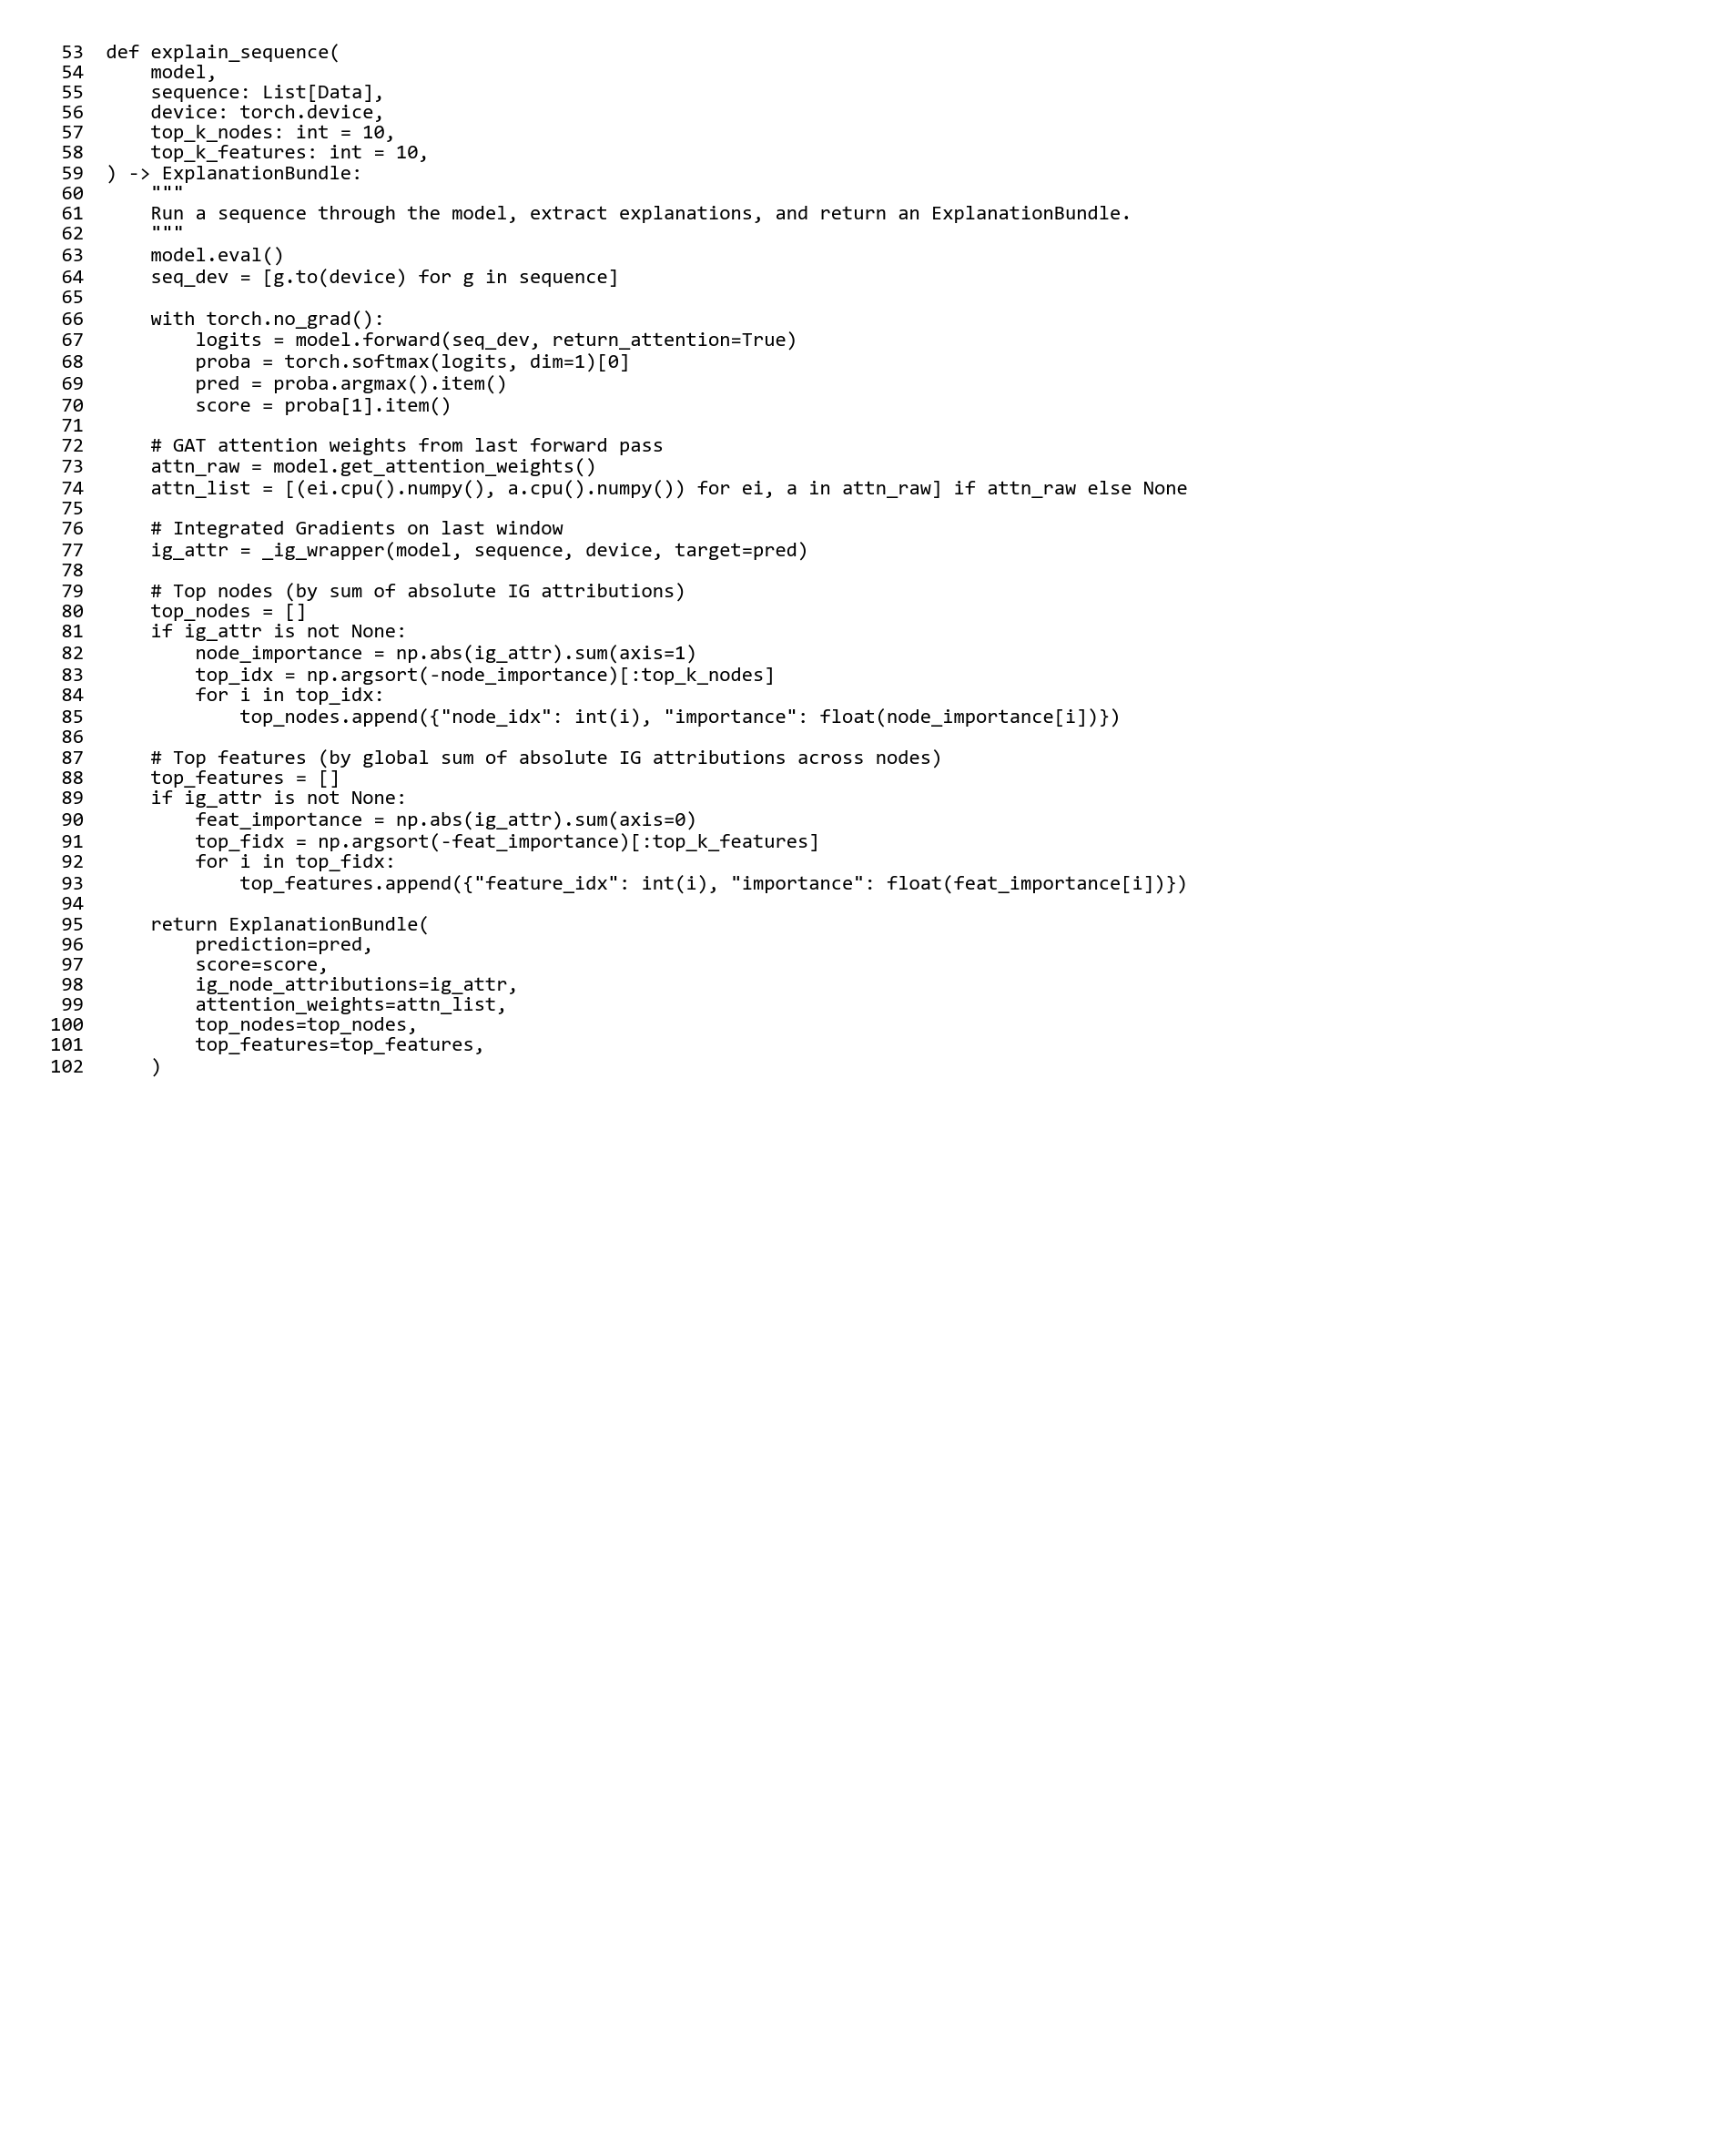 53  def explain_sequence(
54      model,
55      sequence: List[Data],
56      device: torch.device,
57      top_k_nodes: int = 10,
58      top_k_features: int = 10,
59  ) -> ExplanationBundle:
60      """
61      Run a sequence through the model, extract explanations, and return an ExplanationBundle.
62      """
63      model.eval()
64      seq_dev = [g.to(device) for g in sequence]
65
66      with torch.no_grad():
67          logits = model.forward(seq_dev, return_attention=True)
68          proba = torch.softmax(logits, dim=1)[0]
69          pred = proba.argmax().item()
70          score = proba[1].item()
71
72      # GAT attention weights from last forward pass
73      attn_raw = model.get_attention_weights()
74      attn_list = [(ei.cpu().numpy(), a.cpu().numpy()) for ei, a in attn_raw] if attn_raw else None
75
76      # Integrated Gradients on last window
77      ig_attr = _ig_wrapper(model, sequence, device, target=pred)
78
79      # Top nodes (by sum of absolute IG attributions)
80      top_nodes = []
81      if ig_attr is not None:
82          node_importance = np.abs(ig_attr).sum(axis=1)
83          top_idx = np.argsort(-node_importance)[:top_k_nodes]
84          for i in top_idx:
85              top_nodes.append({"node_idx": int(i), "importance": float(node_importance[i])})
86
87      # Top features (by global sum of absolute IG attributions across nodes)
88      top_features = []
89      if ig_attr is not None:
90          feat_importance = np.abs(ig_attr).sum(axis=0)
91          top_fidx = np.argsort(-feat_importance)[:top_k_features]
92          for i in top_fidx:
93              top_features.append({"feature_idx": int(i), "importance": float(feat_importance[i])})
94
95      return ExplanationBundle(
96          prediction=pred,
97          score=score,
98          ig_node_attributions=ig_attr,
99          attention_weights=attn_list,
100          top_nodes=top_nodes,
101          top_features=top_features,
102      )